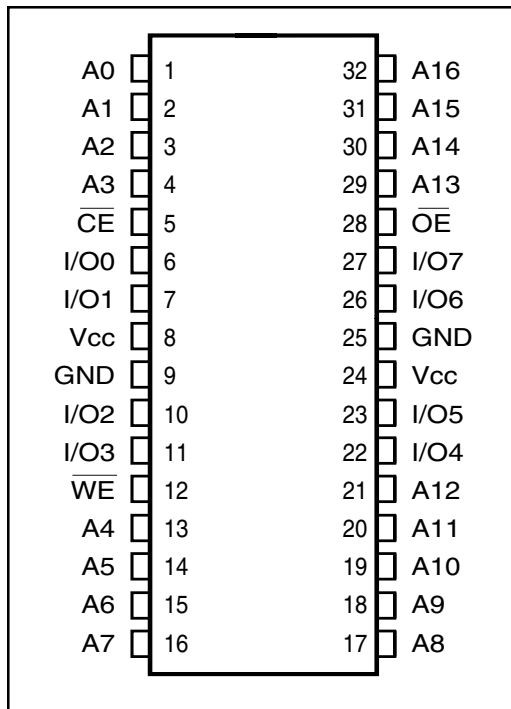 A0 1 32 A16
A1 2 31 A15
A2 3 30 A14
A3 4 29 A13
C̅E̅ 5 28 O̅E̅
I/O0 6 27 I/O7
I/O1 7 26 I/O6
Vcc 8 25 GND
GND 9 24 Vcc
I/O2 10 23 I/O5
I/O3 11 22 I/O4
W̅E̅ 12 21 A12
A4 13 20 A11
A5 14 19 A10
A6 15 18 A9
A7 16 17 A8